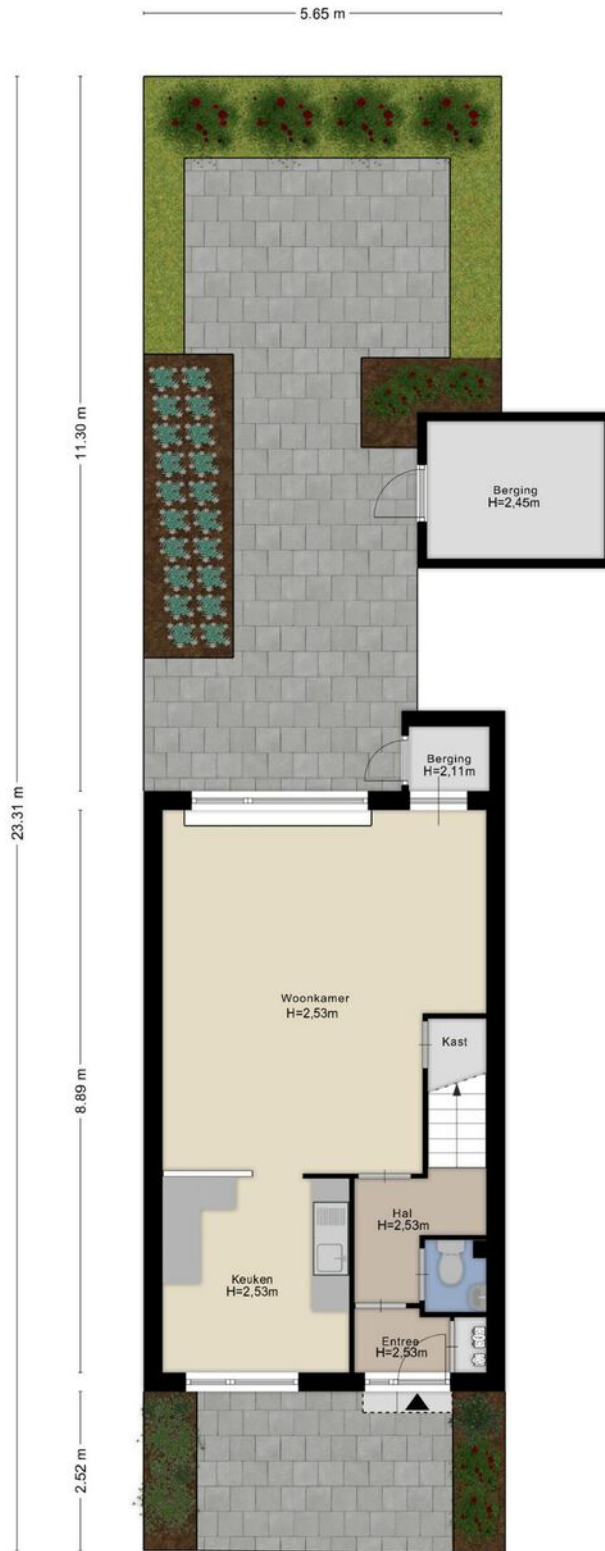 5.65 m
11.30 m
Berging
H=2,45m
Berging
H=2,11m
23.31 m
Woonkamer
H=2,53m
Kast
8.89 m
Hal
H=2,53m
Keuken
H=2,53m
Entree
H=2,53m
2.52 m